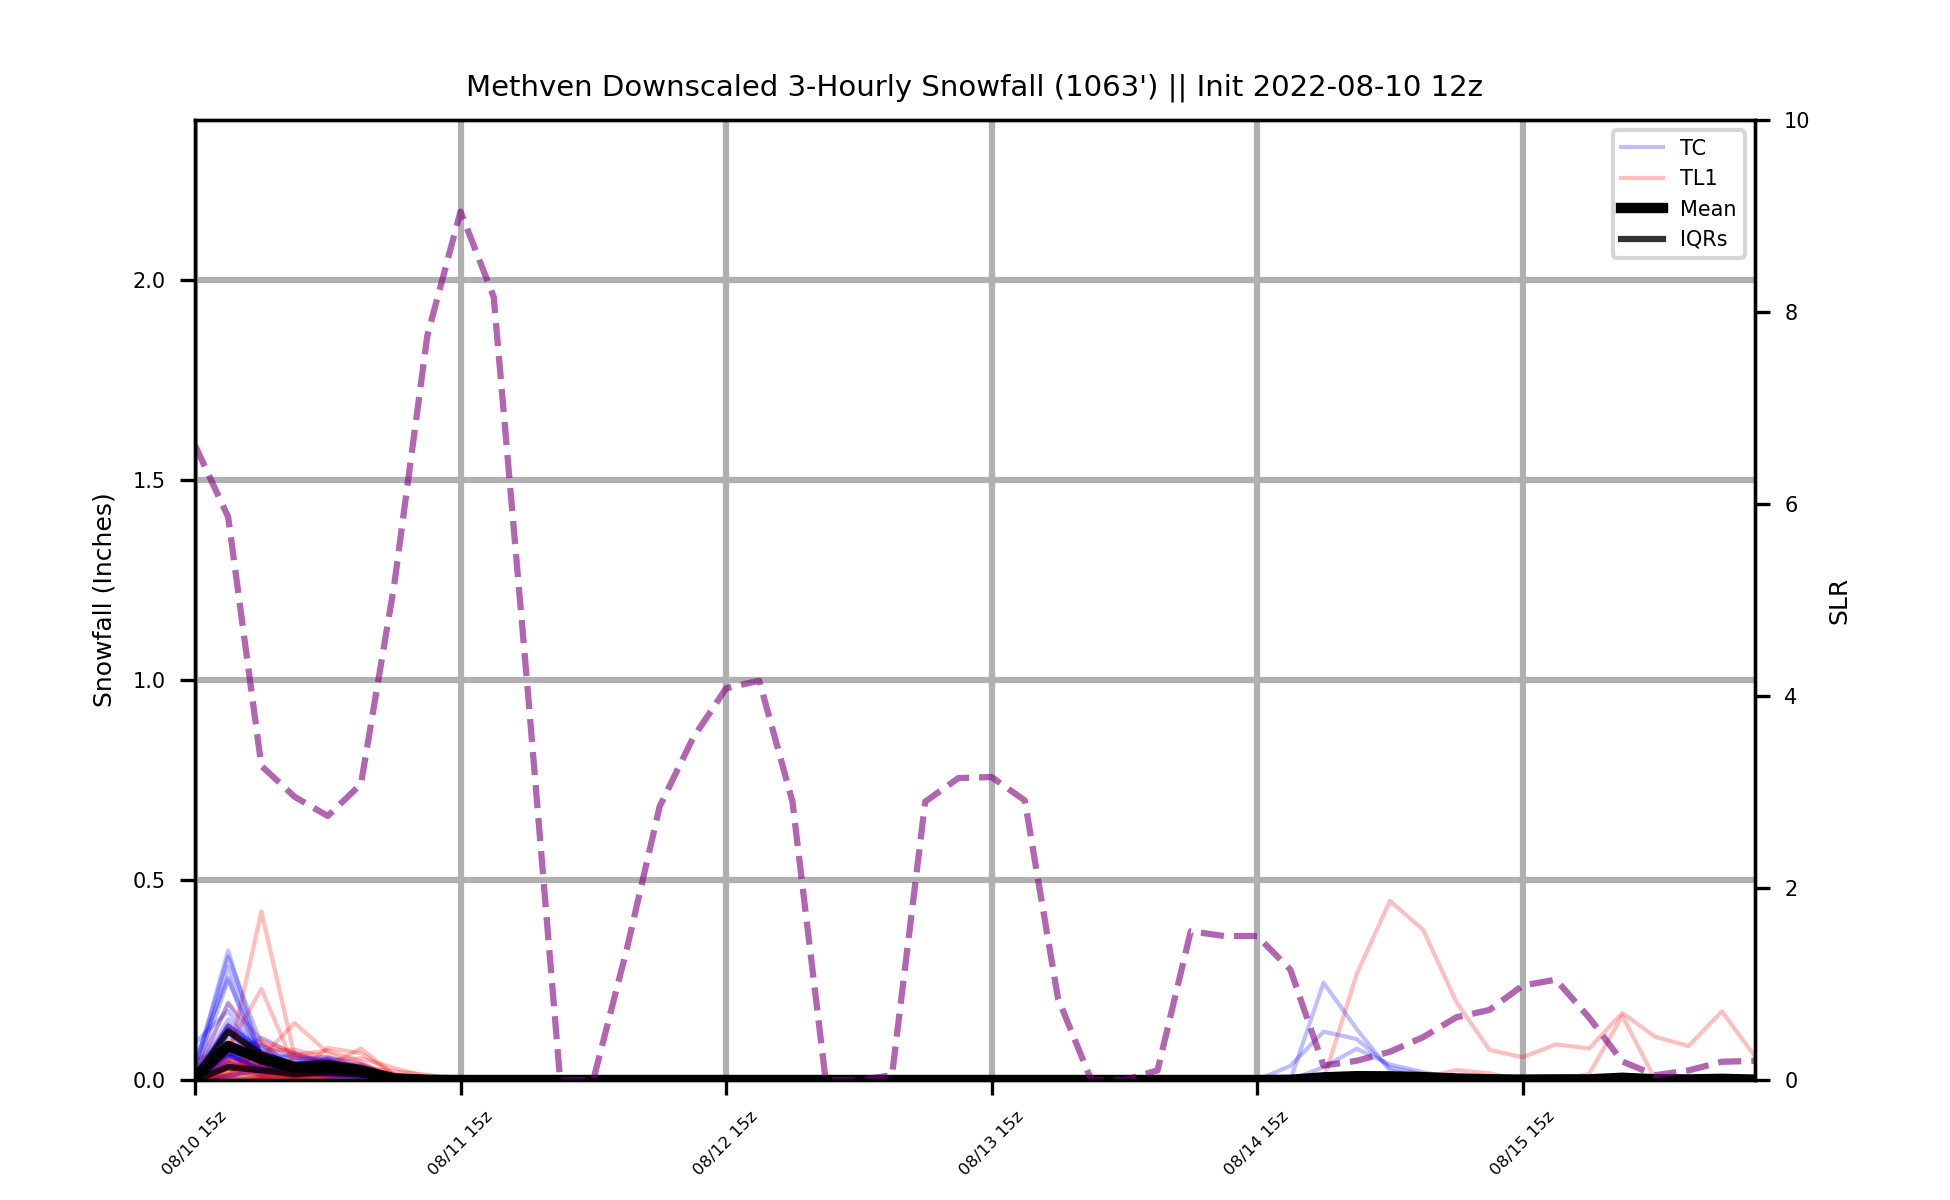 Methven Downscaled 3-Hourly Snowfall (1063') || Init 2022-08-10 12z
TC
TL1
Mean
IQRs
Snowfall (Inches)
2.0
1.5
1.0
0.5
0.0
10
8
6
4
2
0
SLR
08/10 15z
08/11 15z
08/12 15z
08/13 15z
08/14 15z
08/15 15z